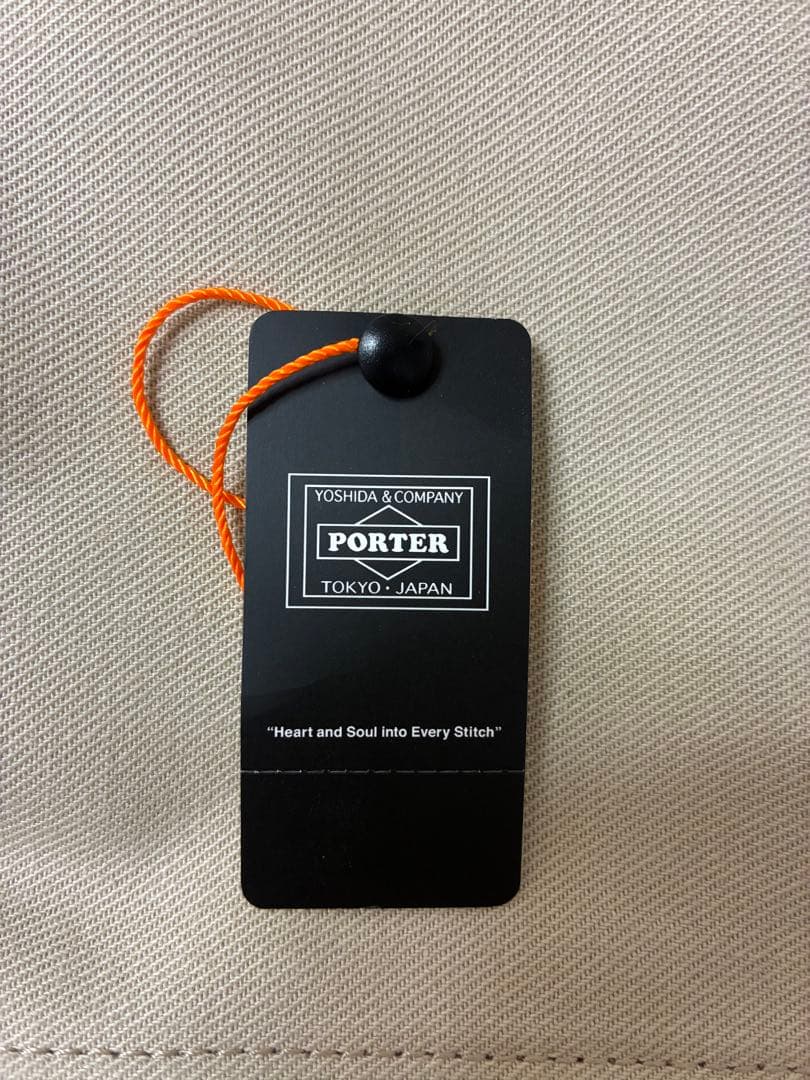 YOSHIDA & COMPANY
PORTER
TOKYO・JAPAN
“Heart and Soul into Every Stitch”